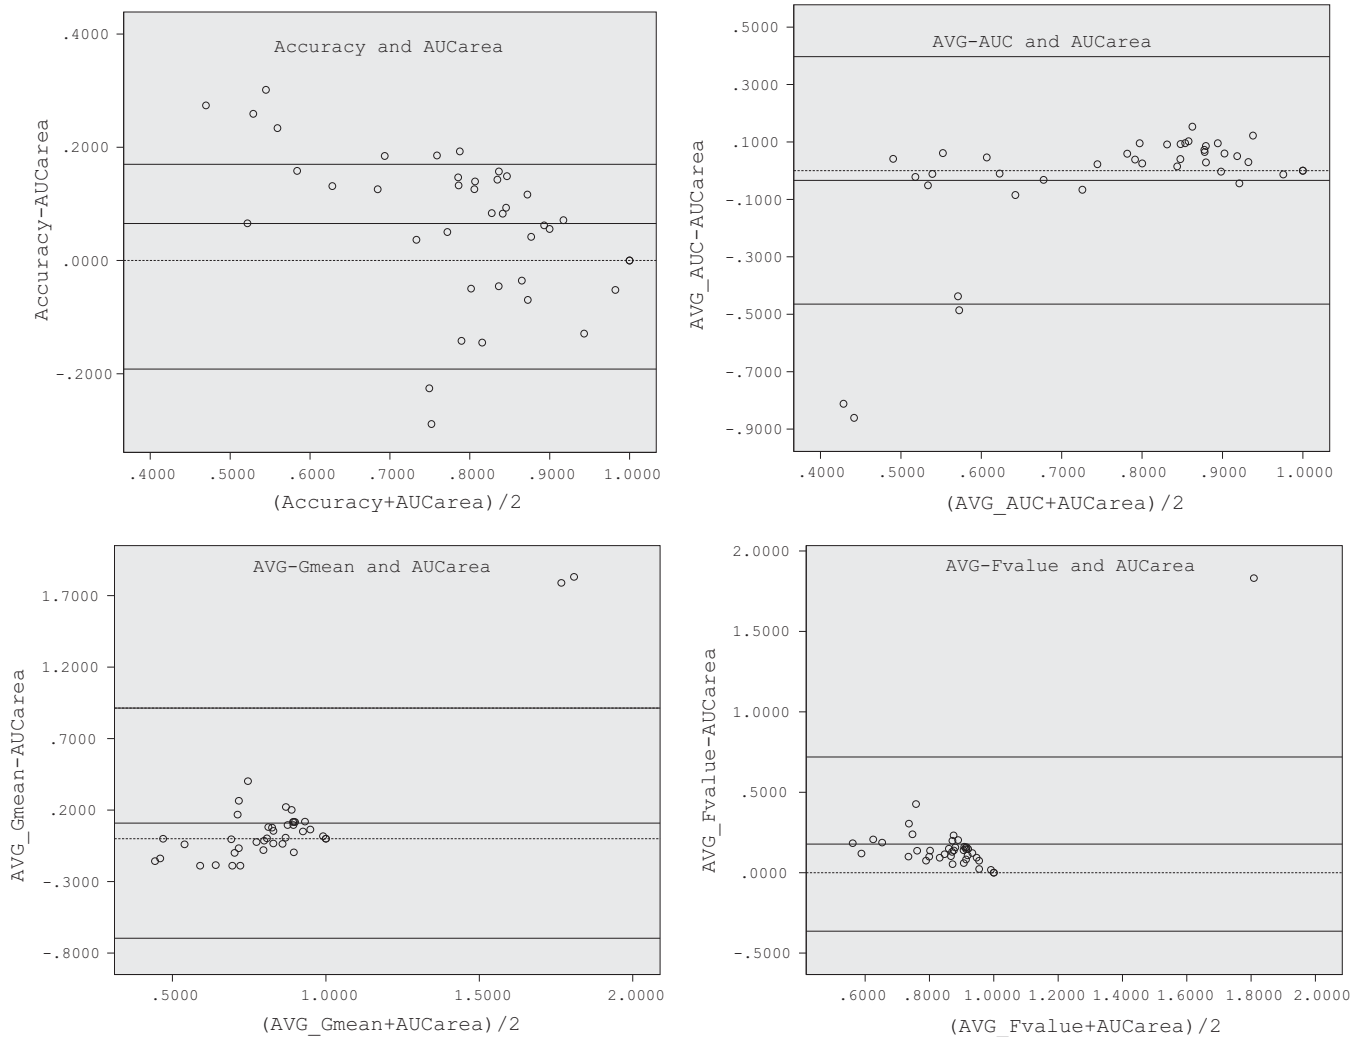 Accuracy and AUCarea
.4000
.2000
.0000
-.2000
Accuracy-AUCarea
.4000 .5000 .6000 .7000 .8000 .9000 1.0000
(Accuracy+AUCarea)/2
AVG-AUC and AUCarea
.5000
.3000
.1000
-.1000
-.3000
-.5000
-.7000
-.9000
AVG_AUC-AUCarea
.4000 .5000 .6000 .7000 .8000 .9000 1.0000
(AVG_AUC+AUCarea)/2
AVG-Gmean and AUCarea
1.7000
1.2000
.7000
.2000
-.3000
-.8000
AVG_Gmean-AUCarea
.5000 1.0000 1.5000 2.0000
(AVG_Gmean+AUCarea)/2
AVG-Fvalue and AUCarea
2.0000
1.5000
1.0000
.5000
.0000
-.5000
AVG_Fvalue-AUCarea
.6000 .8000 1.0000 1.2000 1.4000 1.6000 1.8000 2.0000
(AVG_Fvalue+AUCarea)/2